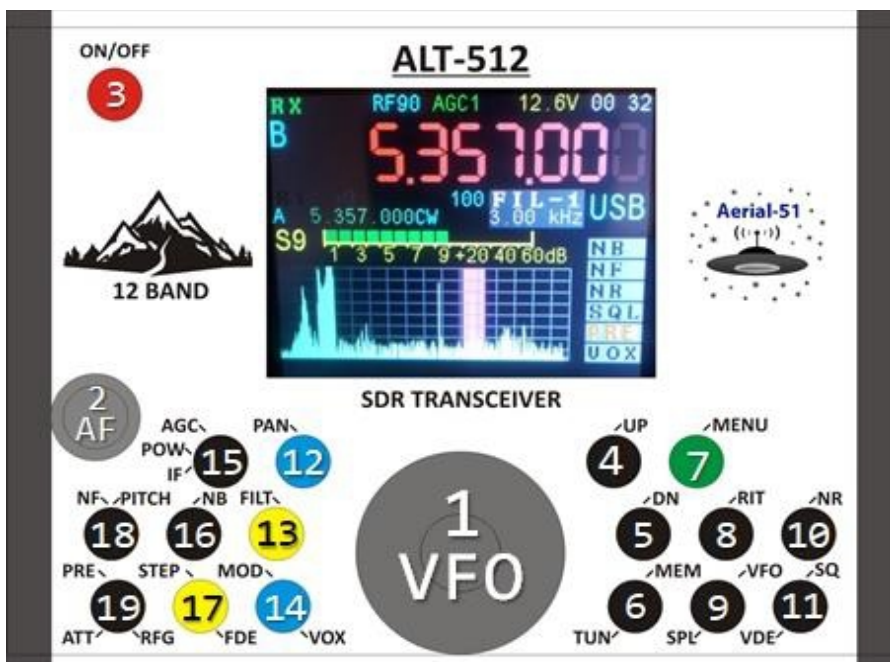 ON/OFF
3
ALT-512
RX RF90 AGC1 12.6V 00 32
B 5.357.00
100 FIL-1
A 5.357.000CW 3.00 kHz USB
S9
1 3 5 7 9 +20 40 60dB
NB
NF
NR
SQL
PRE
VOX
12 BAND
Aerial-51
SDR TRANSCEIVER
2
AF
AGC PAN
POW
IF
15 12
NF PITCH NB FILT
18 16 13
PRE STEP MOD
19 17 14
ATT RFG FDE VOX
1
VFO
UP MENU
4 7
DN RIT NR
5 8 10
MEM VFO SQ
6 9 11
TUN SPL VDE